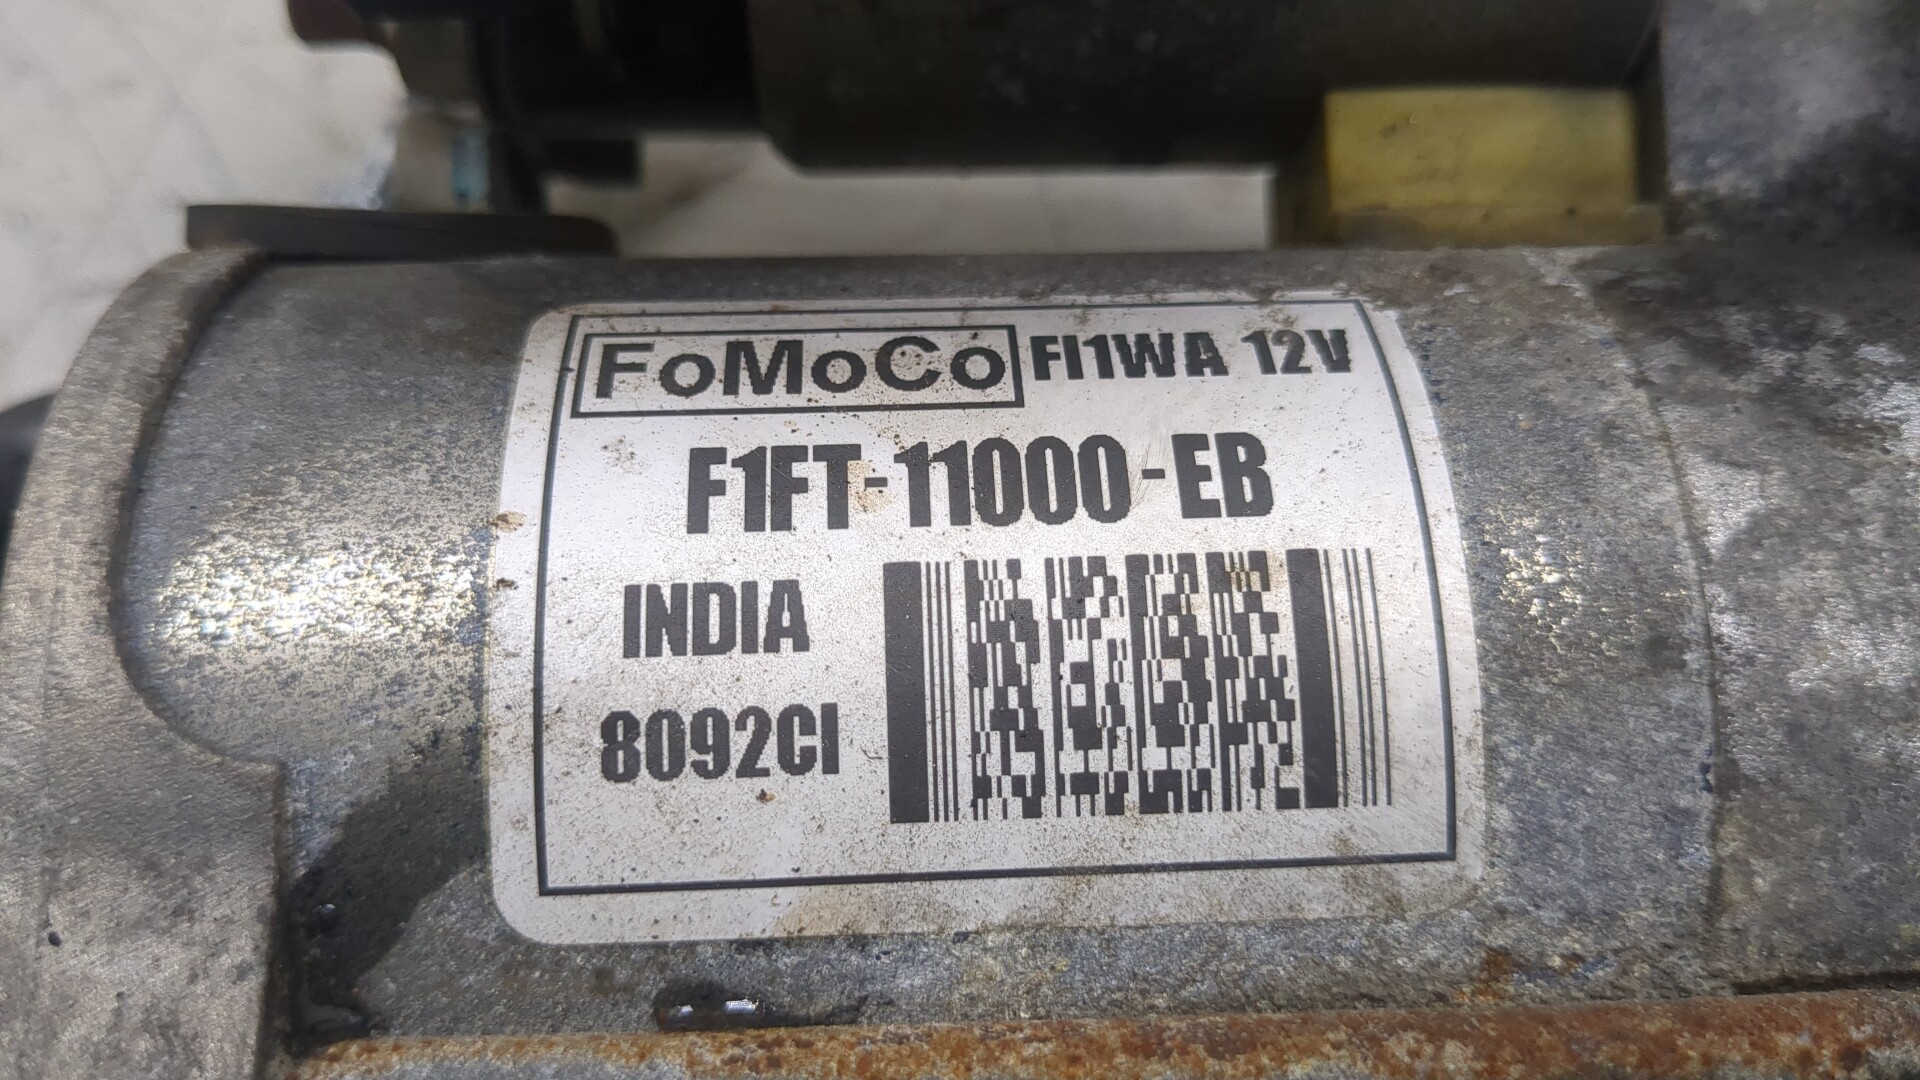 FoMoCo FI1WA 12V
F1FT-11000-EB
INDIA
8092CI